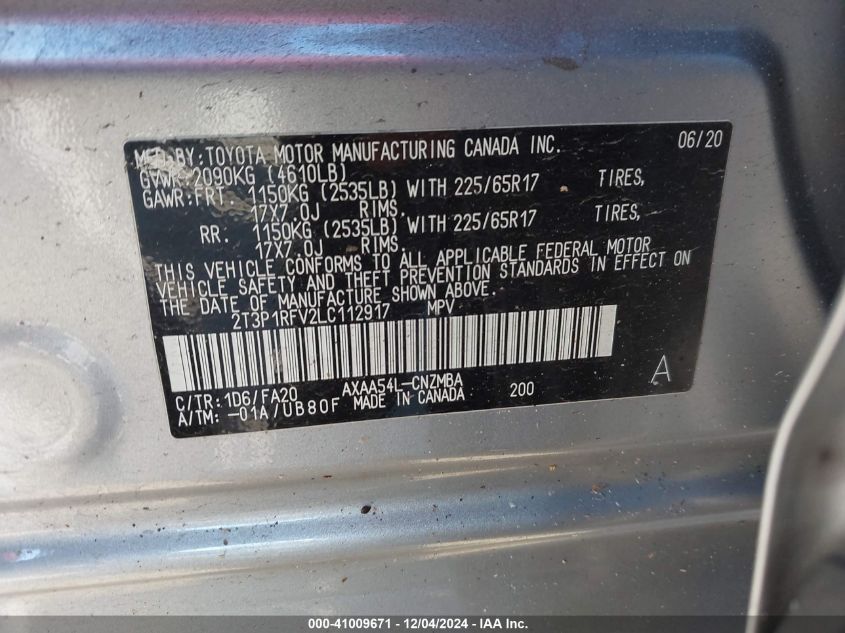 MFD. BY: TOYOTA MOTOR MANUFACTURING CANADA INC. 06/20
GVWR 2090KG (4610LB)
GAWR: FRT. 1150KG (2535LB) WITH 225/65R17 TIRES,
17X7.0J RIMS.
RR. 1150KG (2535LB) WITH 225/65R17 TIRES,
17X7.0J RIMS.
THIS VEHICLE CONFORMS TO ALL APPLICABLE FEDERAL MOTOR
VEHICLE SAFETY AND THEFT PREVENTION STANDARDS IN EFFECT ON
THE DATE OF MANUFACTURE SHOWN ABOVE.
2T3P1RFV2LC112917 MPV
C/TR: 1D6/FA20 AXAA54L-CNZMBA 200 A
A/TM: -01A/UB80F MADE IN CANADA
000-41009671 - 12/04/2024 - IAA Inc.